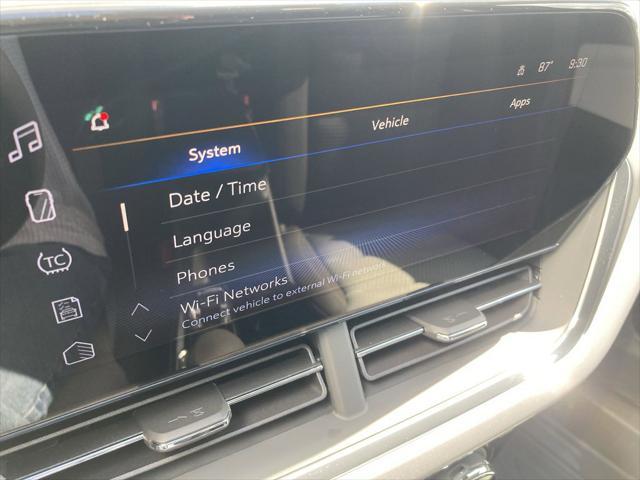 87° 9:30
System Vehicle Apps
Date / Time
Language
Phones
Wi-Fi Networks
Connect vehicle to external Wi-Fi network
TC